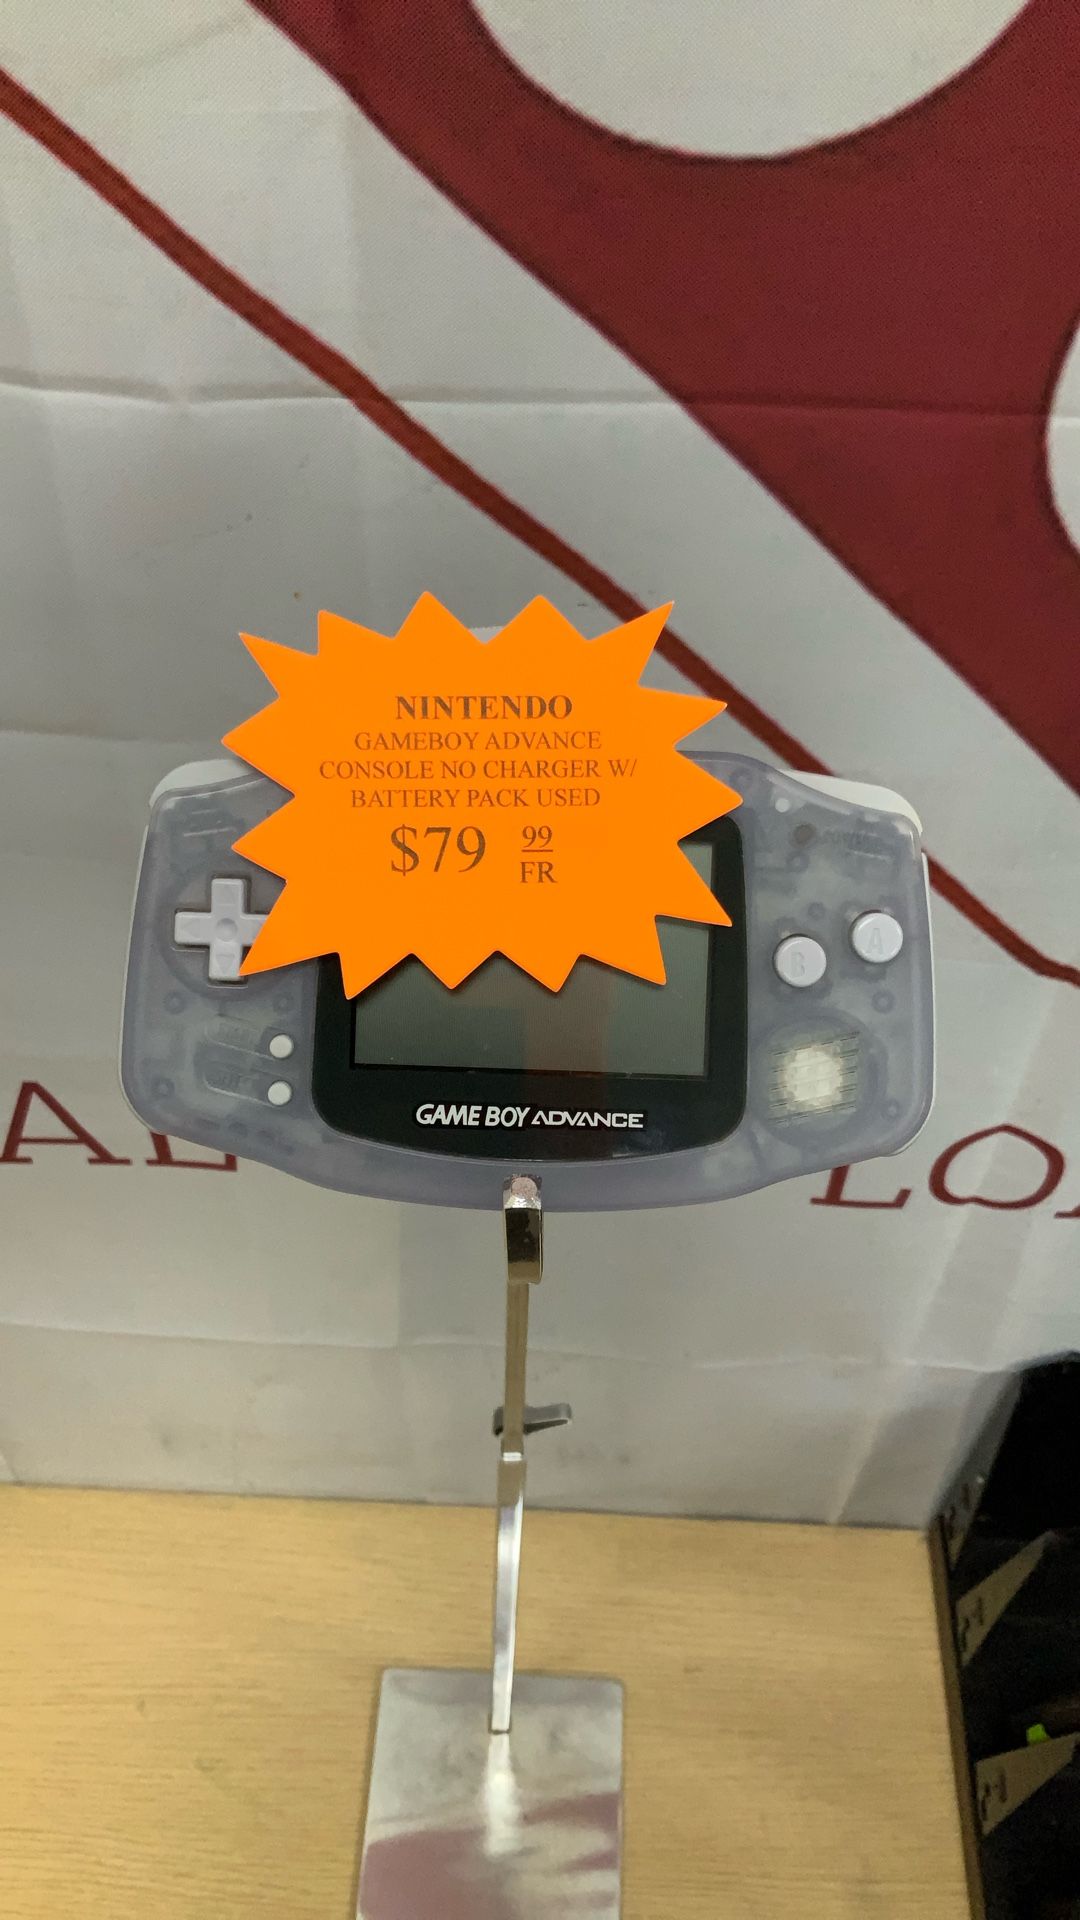 NINTENDO
GAMEBOY ADVANCE
CONSOLE NO CHARGER W/
BATTERY PACK USED
$79 99
FR
B A
GAME BOY ADVANCE